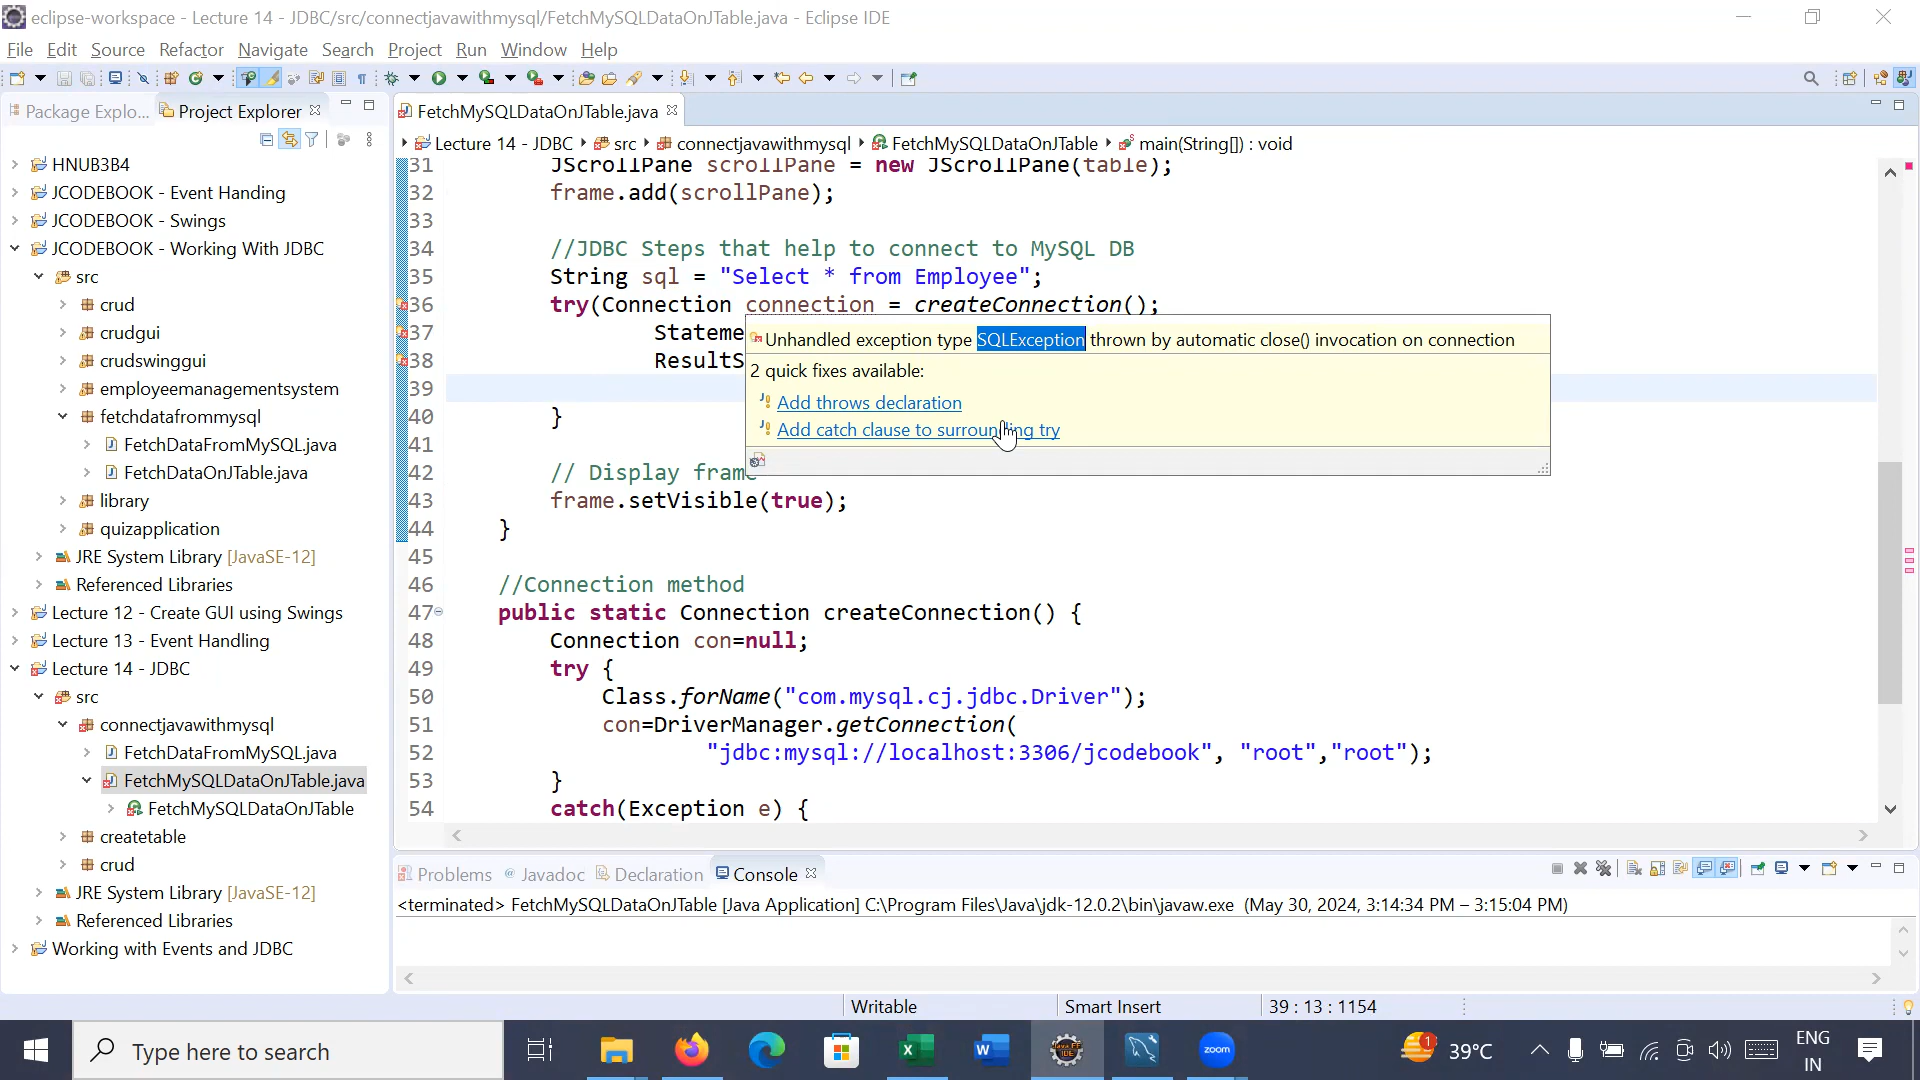 eclipse-workspace - Lecture 14 - JDBC/src/connectjavawithmysql/FetchMySQLDataOnJTable.java - Eclipse IDE
File Edit Source Refactor Navigate Search Project Run Window Help
Package Explo... Project Explorer
FetchMySQLDataOnJTable.java
Lecture 14 - JDBC src connectjavawithmysql FetchMySQLDataOnJTable main(String[]) : void
HNUB3B4
JCODEBOOK - Event Handing
JCODEBOOK - Swings
JCODEBOOK - Working With JDBC
src
crud
crudgui
crudswinggui
employeemanagementsystem
fetchdatafrommysql
FetchDataFromMySQL.java
FetchDataOnJTable.java
library
quizapplication
JRE System Library [JavaSE-12]
Referenced Libraries
Lecture 12 - Create GUI using Swings
Lecture 13 - Event Handling
Lecture 14 - JDBC
src
connectjavawithmysql
FetchDataFromMySQL.java
FetchMySQLDataOnJTable.java
FetchMySQLDataOnJTable
createtable
crud
JRE System Library [JavaSE-12]
Referenced Libraries
Working with Events and JDBC
31 JScrollPane scrollPane = new JScrollPane(table);
32 frame.add(scrollPane);
33
34 //JDBC Steps that help to connect to MySQL DB
35 String sql = "Select * from Employee";
36 try(Connection connection = createConnection();
37 Stateme
38 ResultS
39
40 }
41
42 // Display frame
43 frame.setVisible(true);
44 }
45
46 //Connection method
47 public static Connection createConnection() {
48 Connection con=null;
49 try {
50 Class.forName("com.mysql.cj.jdbc.Driver");
51 con=DriverManager.getConnection(
52 "jdbc:mysql://localhost:3306/jcodebook", "root","root");
53 }
54 catch(Exception e) {
Unhandled exception type SQLException thrown by automatic close() invocation on connection
2 quick fixes available:
Add throws declaration
Add catch clause to surrounding try
Problems Javadoc Declaration Console
<terminated> FetchMySQLDataOnJTable [Java Application] C:\Program Files\Java\jdk-12.0.2\bin\javaw.exe (May 30, 2024, 3:14:34 PM – 3:15:04 PM)
Writable Smart Insert 39 : 13 : 1154
Type here to search
zoom
1
39°C
ENG
IN